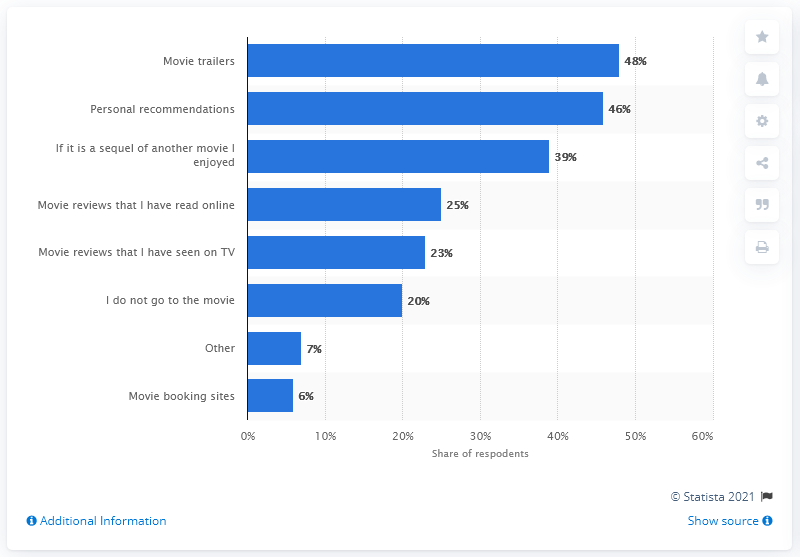 Movie trailers
48%
Personal recommendations
46%
If it is a sequel of another movie I
enjoyed
39%
Movie reviews that I have read online
25%
Movie reviews that I have seen on TV
23%
I do not go to the movie
20%
Other
7%
Movie booking sites
6%
0% 10% 20% 30% 40% 50% 60%
Share of respodents
© Statista 2021
Additional Information
Show source